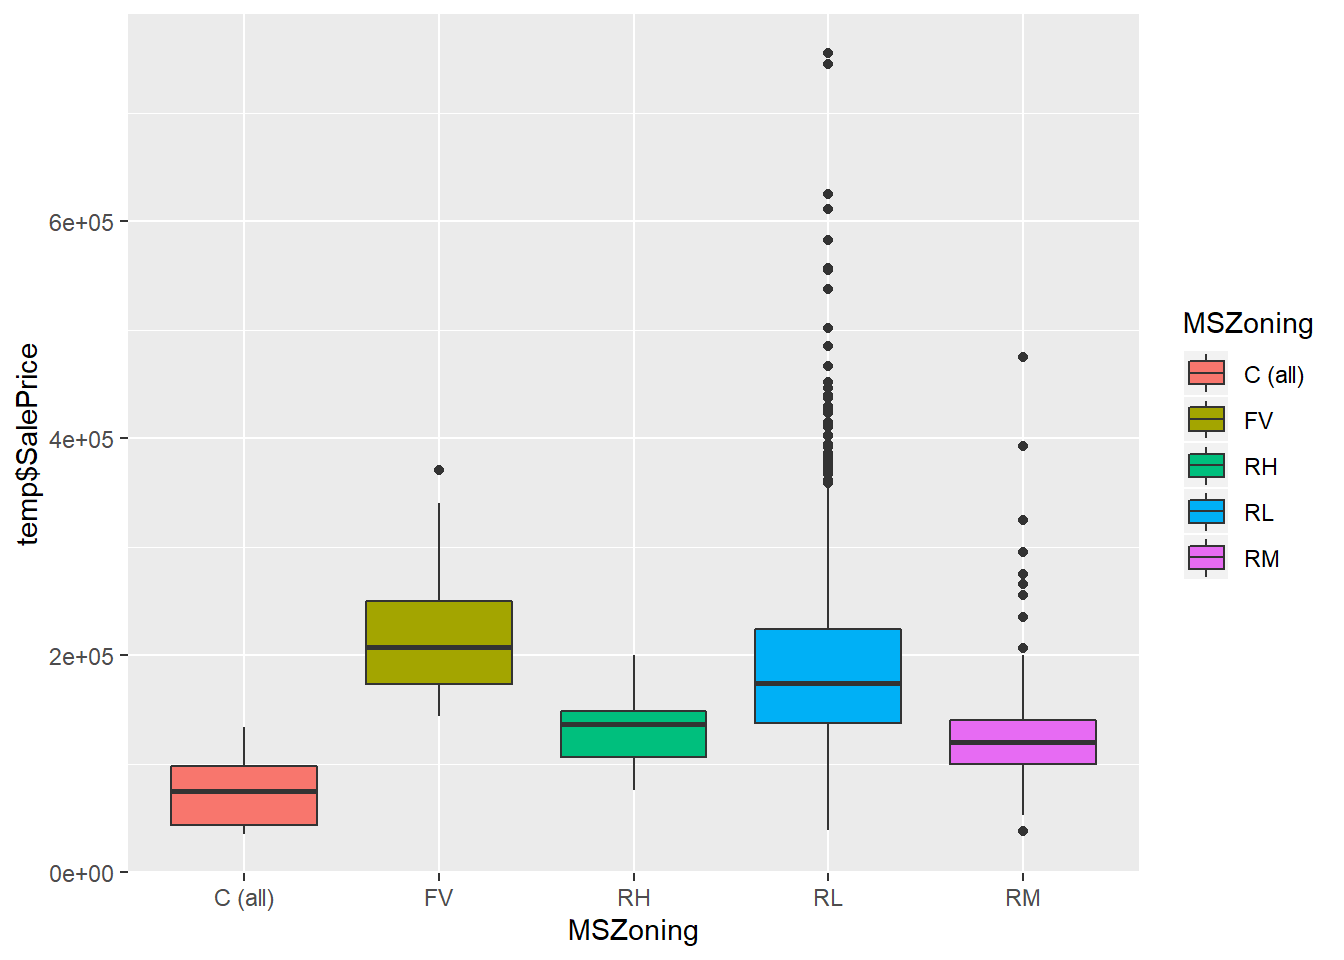 temp$SalePrice
6e+05
4e+05
2e+05
0e+00
C (all)
FV
RH
RL
RM
MSZoning
MSZoning
C (all)
FV
RH
RL
RM